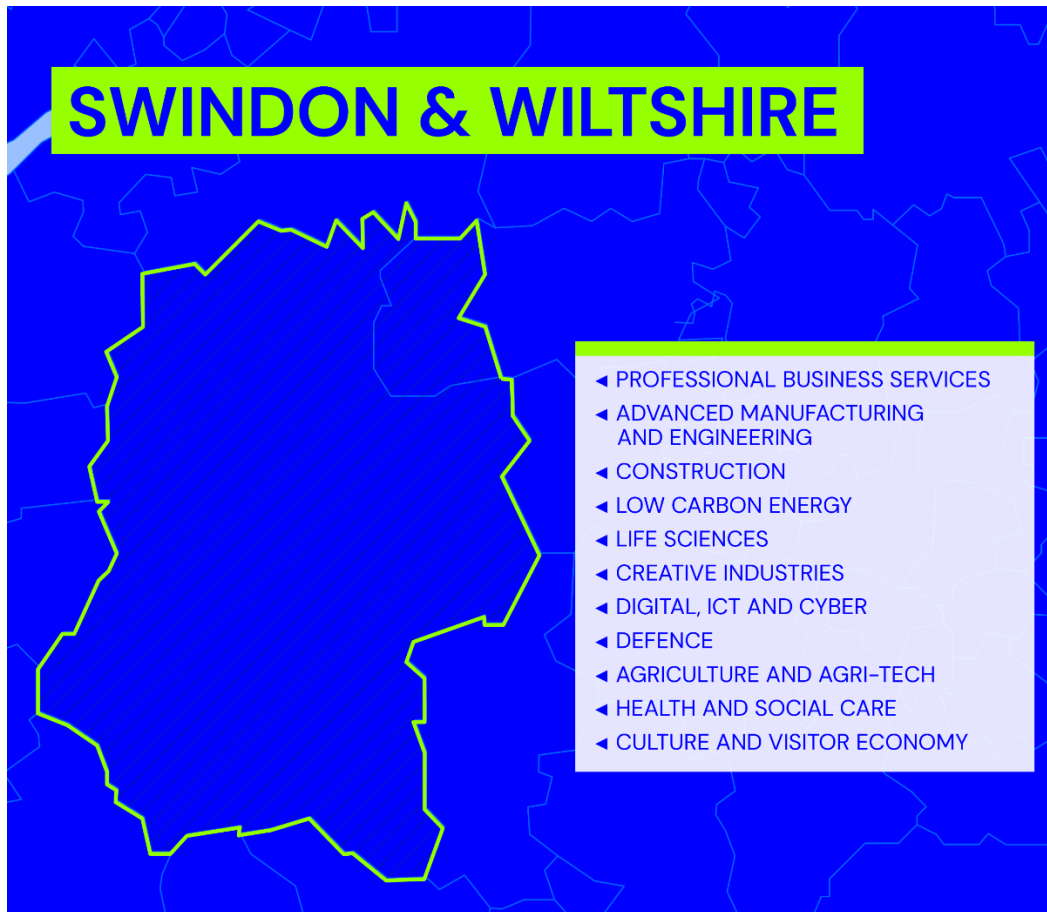 SWINDON & WILTSHIRE
◄ PROFESSIONAL BUSINESS SERVICES
◄ ADVANCED MANUFACTURING
AND ENGINEERING
◄ CONSTRUCTION
◄ LOW CARBON ENERGY
◄ LIFE SCIENCES
◄ CREATIVE INDUSTRIES
◄ DIGITAL, ICT AND CYBER
◄ DEFENCE
◄ AGRICULTURE AND AGRI-TECH
◄ HEALTH AND SOCIAL CARE
◄ CULTURE AND VISITOR ECONOMY